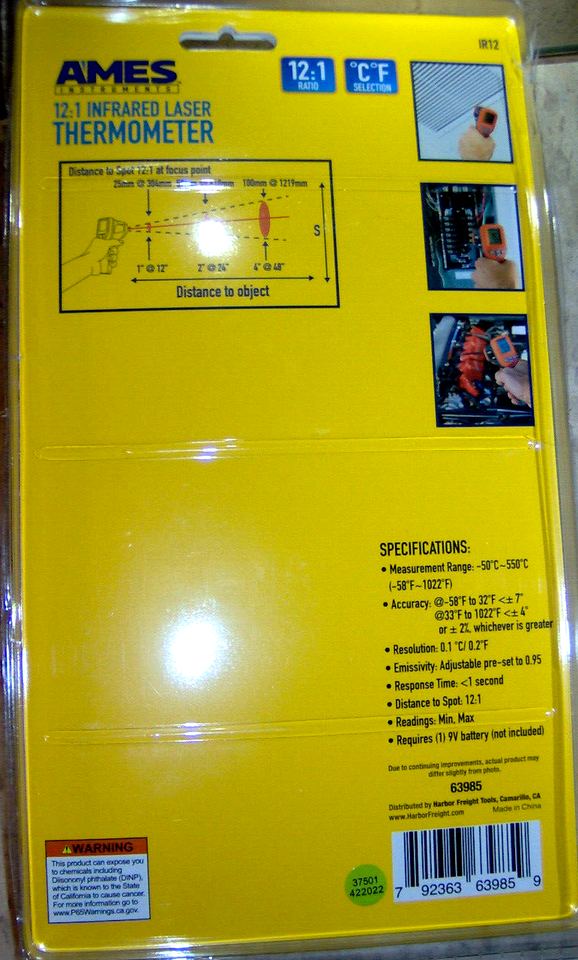 IR12
AMES
INSTRUMENTS
12:1
RATIO
°C°F
SELECTION
12:1 INFRARED LASER
THERMOMETER
Distance to Spot 12:1 at focus point
25mm @ 304mm 100mm @ 1219mm
S
1" @ 12" 2" @ 24" 4" @ 48"
Distance to object
SPECIFICATIONS:
• Measurement Range: -50°C~550°C
(-58°F~1022°F)
• Accuracy: @-58°F to 32°F <± 7°
@33°F to 1022°F <± 4°
or ± 2%, whichever is greater
• Resolution: 0.1 °C/ 0.2°F
• Emissivity: Adjustable pre-set to 0.95
• Response Time: <1 second
• Distance to Spot: 12:1
• Readings: Min, Max
• Requires (1) 9V battery (not included)
Due to continuing improvements, actual product may
differ slightly from photo.
63985
Distributed by Harbor Freight Tools, Camarillo, CA
www.HarborFreight.com Made in China
WARNING
This product can expose you
to chemicals including
Diisononyl phthalate (DINP),
which is known to the State
of California to cause cancer.
For more information go to
www.P65Warnings.ca.gov.
37501
422022
7 92363 63985 9